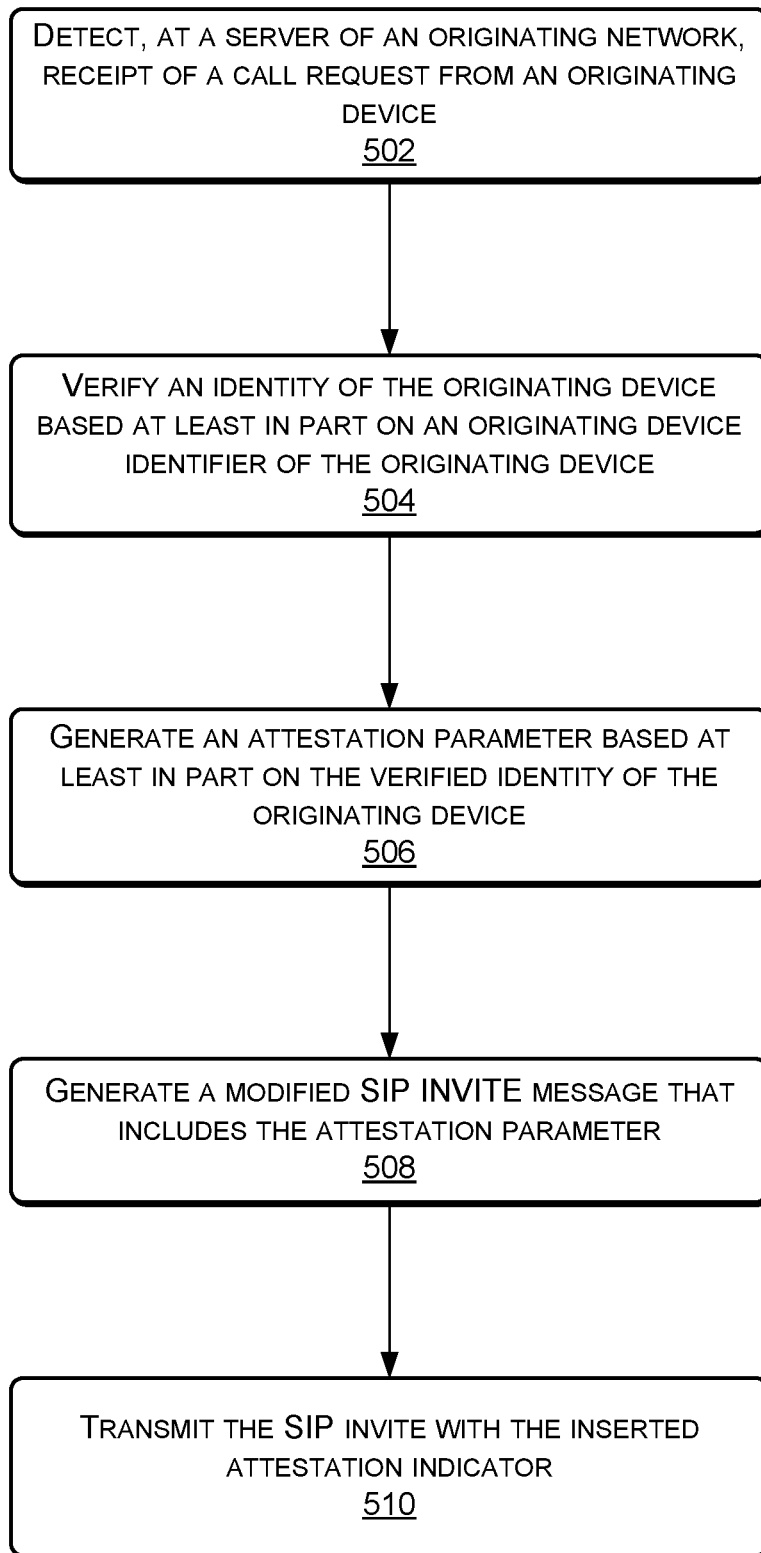 DETECT, AT A SERVER OF AN ORIGINATING NETWORK,
RECEIPT OF A CALL REQUEST FROM AN ORIGINATING
DEVICE
502
VERIFY AN IDENTITY OF THE ORIGINATING DEVICE
BASED AT LEAST IN PART ON AN ORIGINATING DEVICE
IDENTIFIER OF THE ORIGINATING DEVICE
504
GENERATE AN ATTESTATION PARAMETER BASED AT
LEAST IN PART ON THE VERIFIED IDENTITY OF THE
ORIGINATING DEVICE
506
GENERATE A MODIFIED SIP INVITE MESSAGE THAT
INCLUDES THE ATTESTATION PARAMETER
508
TRANSMIT THE SIP INVITE WITH THE INSERTED
ATTESTATION INDICATOR
510